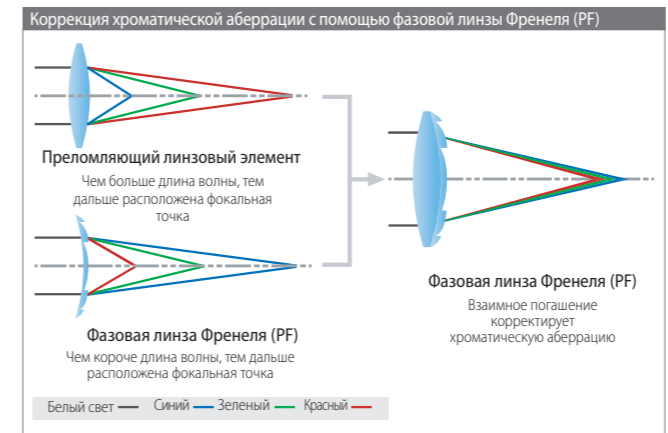 Коррекция хроматической аберрации с помощью фазовой линзы Френеля (PF)
Преломляющий линзовый элемент
Чем больше длина волны, тем
дальше расположена фокальная
точка
Фазовая линза Френеля (PF)
Чем короче длина волны, тем дальше
расположена фокальная точка
Фазовая линза Френеля (PF)
Взаимное погашение
корректирует
хроматическую аберрацию
Белый свет Синий Зеленый Красный